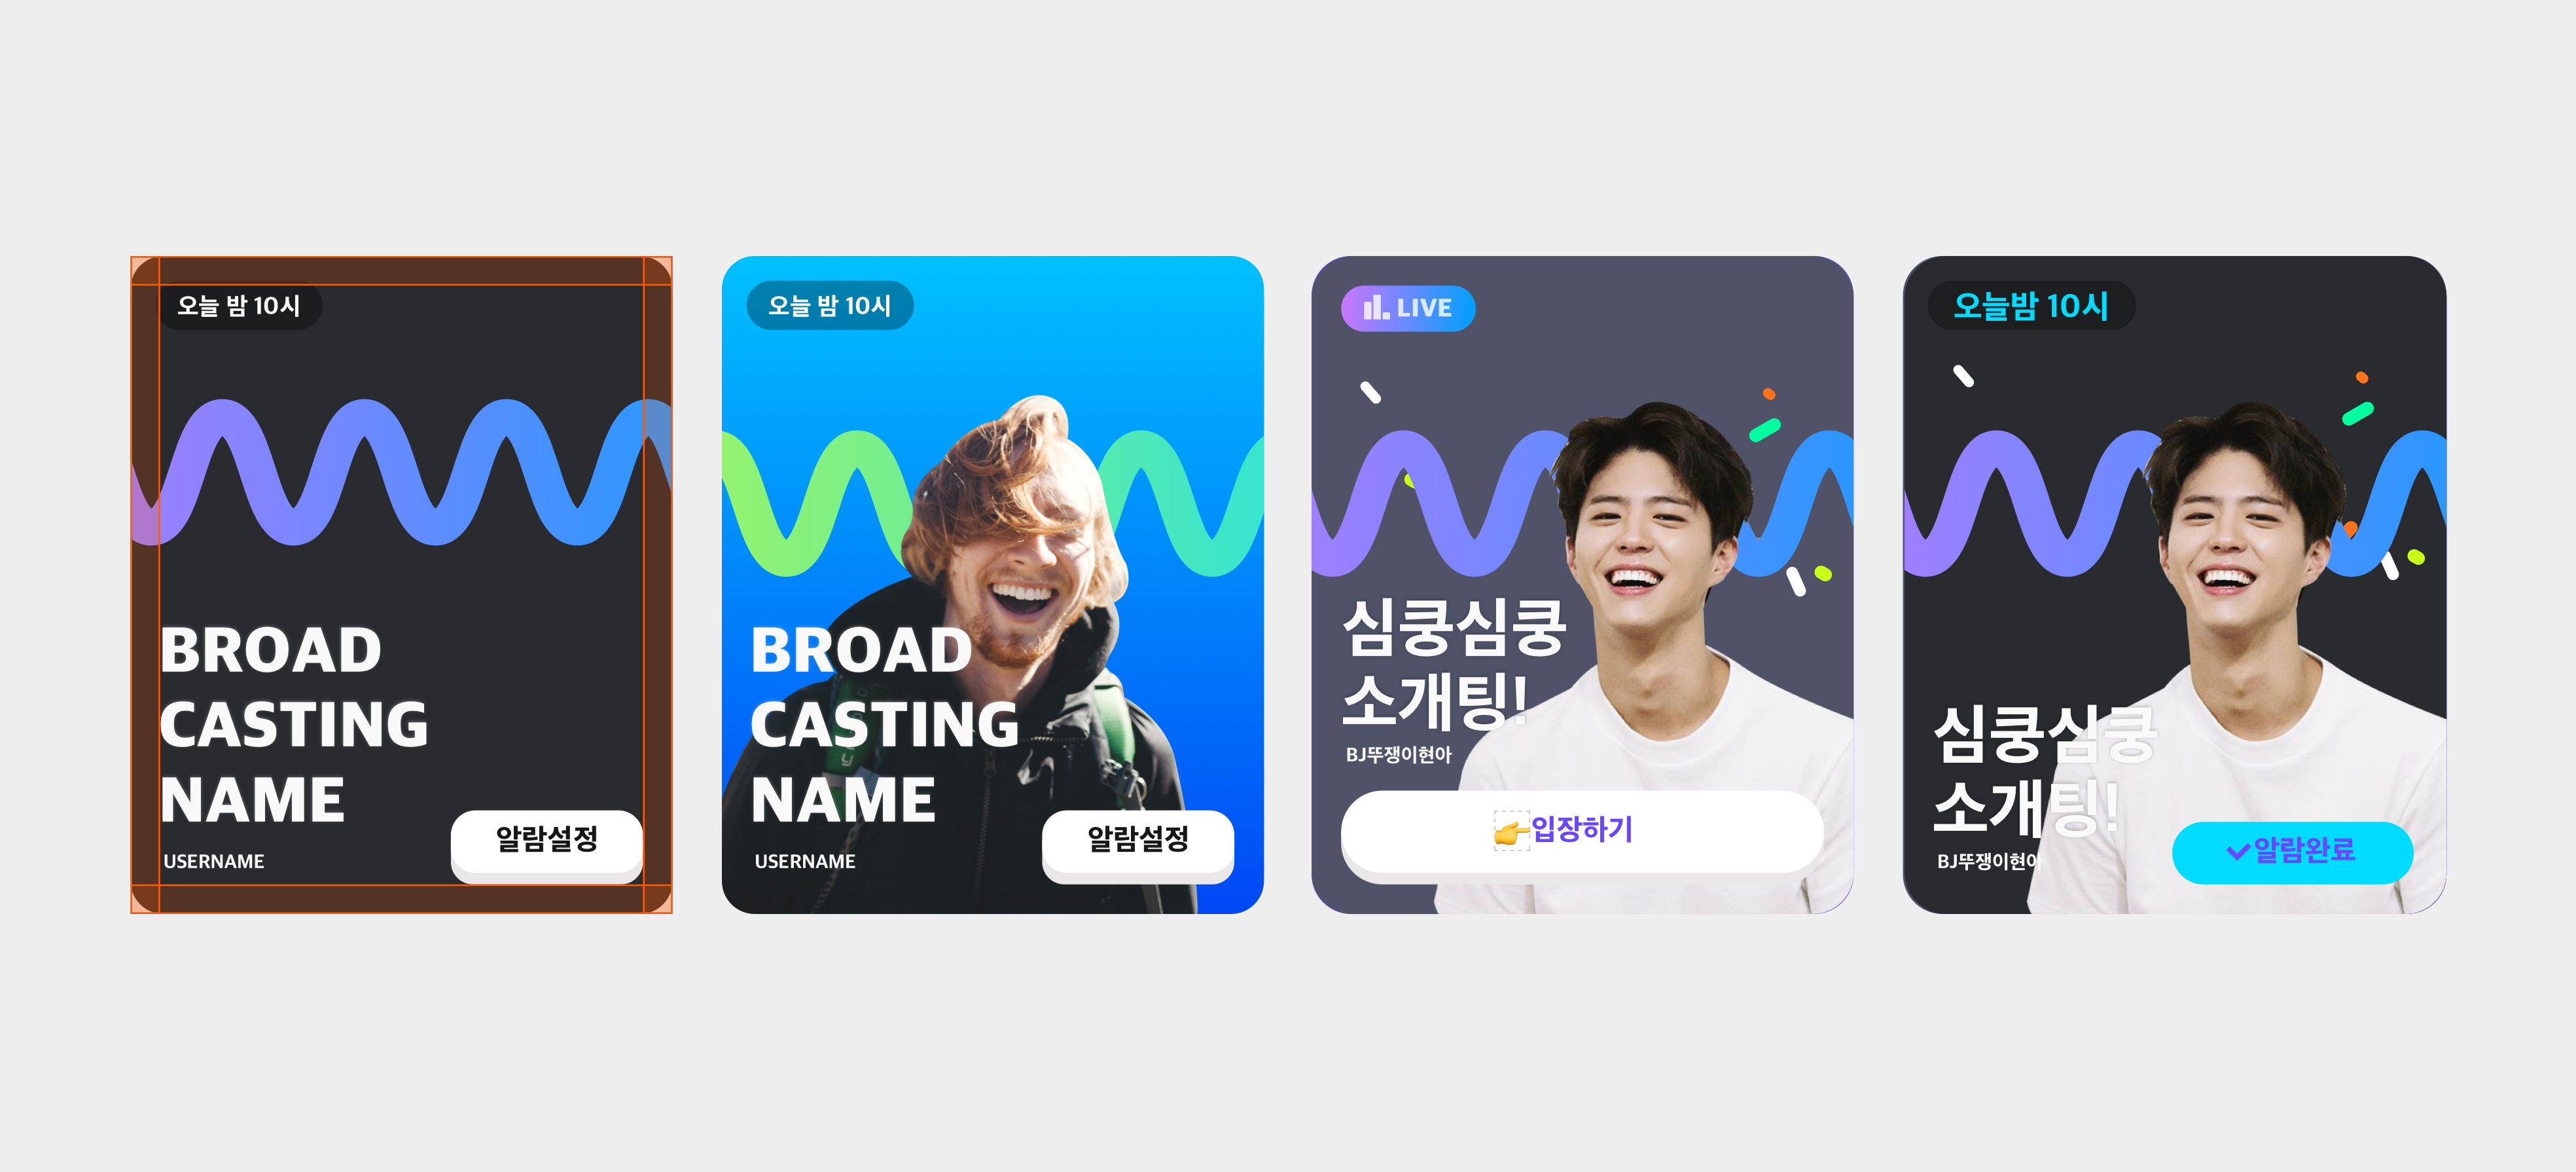 오늘 밤 10시
BROAD
CASTING
NAME
USERNAME
알람설정
오늘 밤 10시
BROAD
CASTING
NAME
USERNAME
알람설정
LIVE
심쿵심쿵
소개팅!
BJ뚜쟁이현아
입장하기
오늘밤 10시
심쿵심쿵
소개팅!
BJ뚜쟁이현아
알람완료